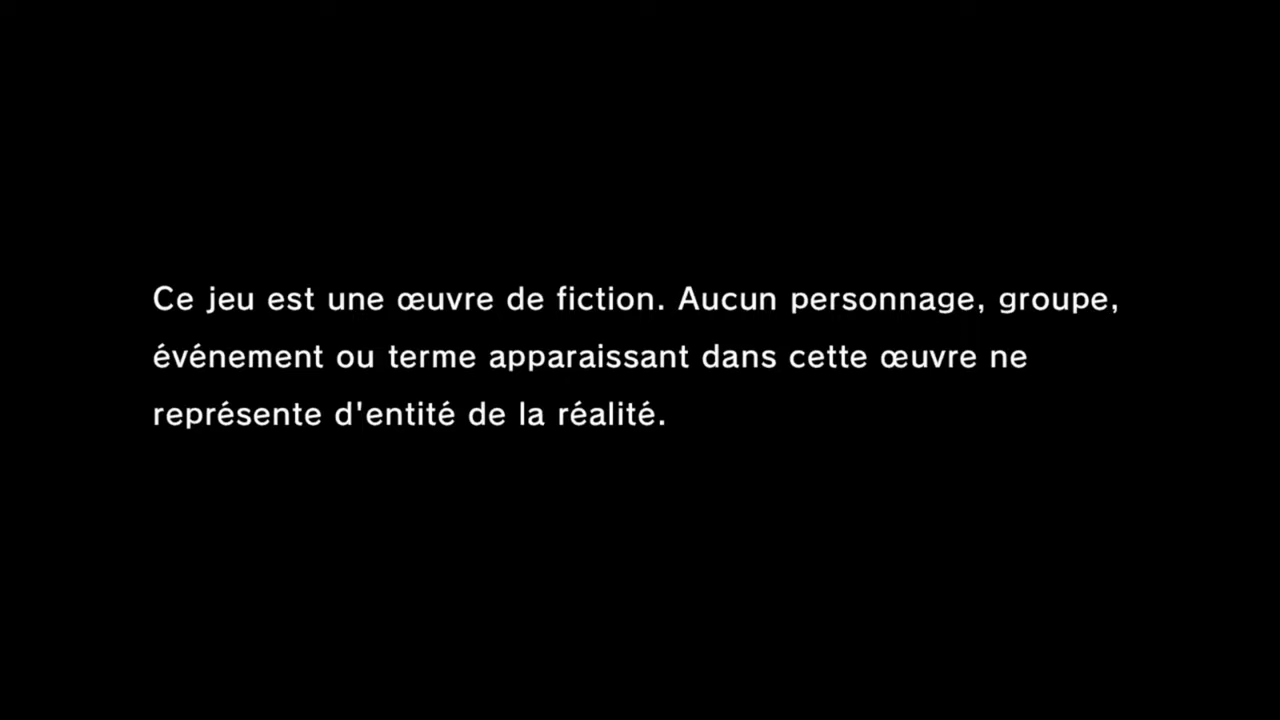 Ce jeu est une œuvre de fiction. Aucun personnage, groupe,
événement ou terme apparaissant dans cette œuvre ne
représente d'entité de la réalité.